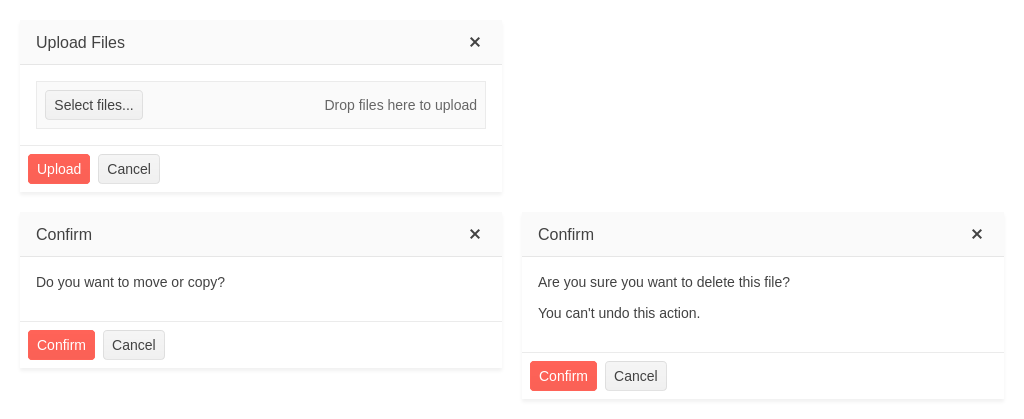 Upload Files
Select files...
Drop files here to upload
Upload
Cancel
Confirm
Do you want to move or copy?
Confirm
Cancel
Confirm
Are you sure you want to delete this file?
You can't undo this action.
Confirm
Cancel